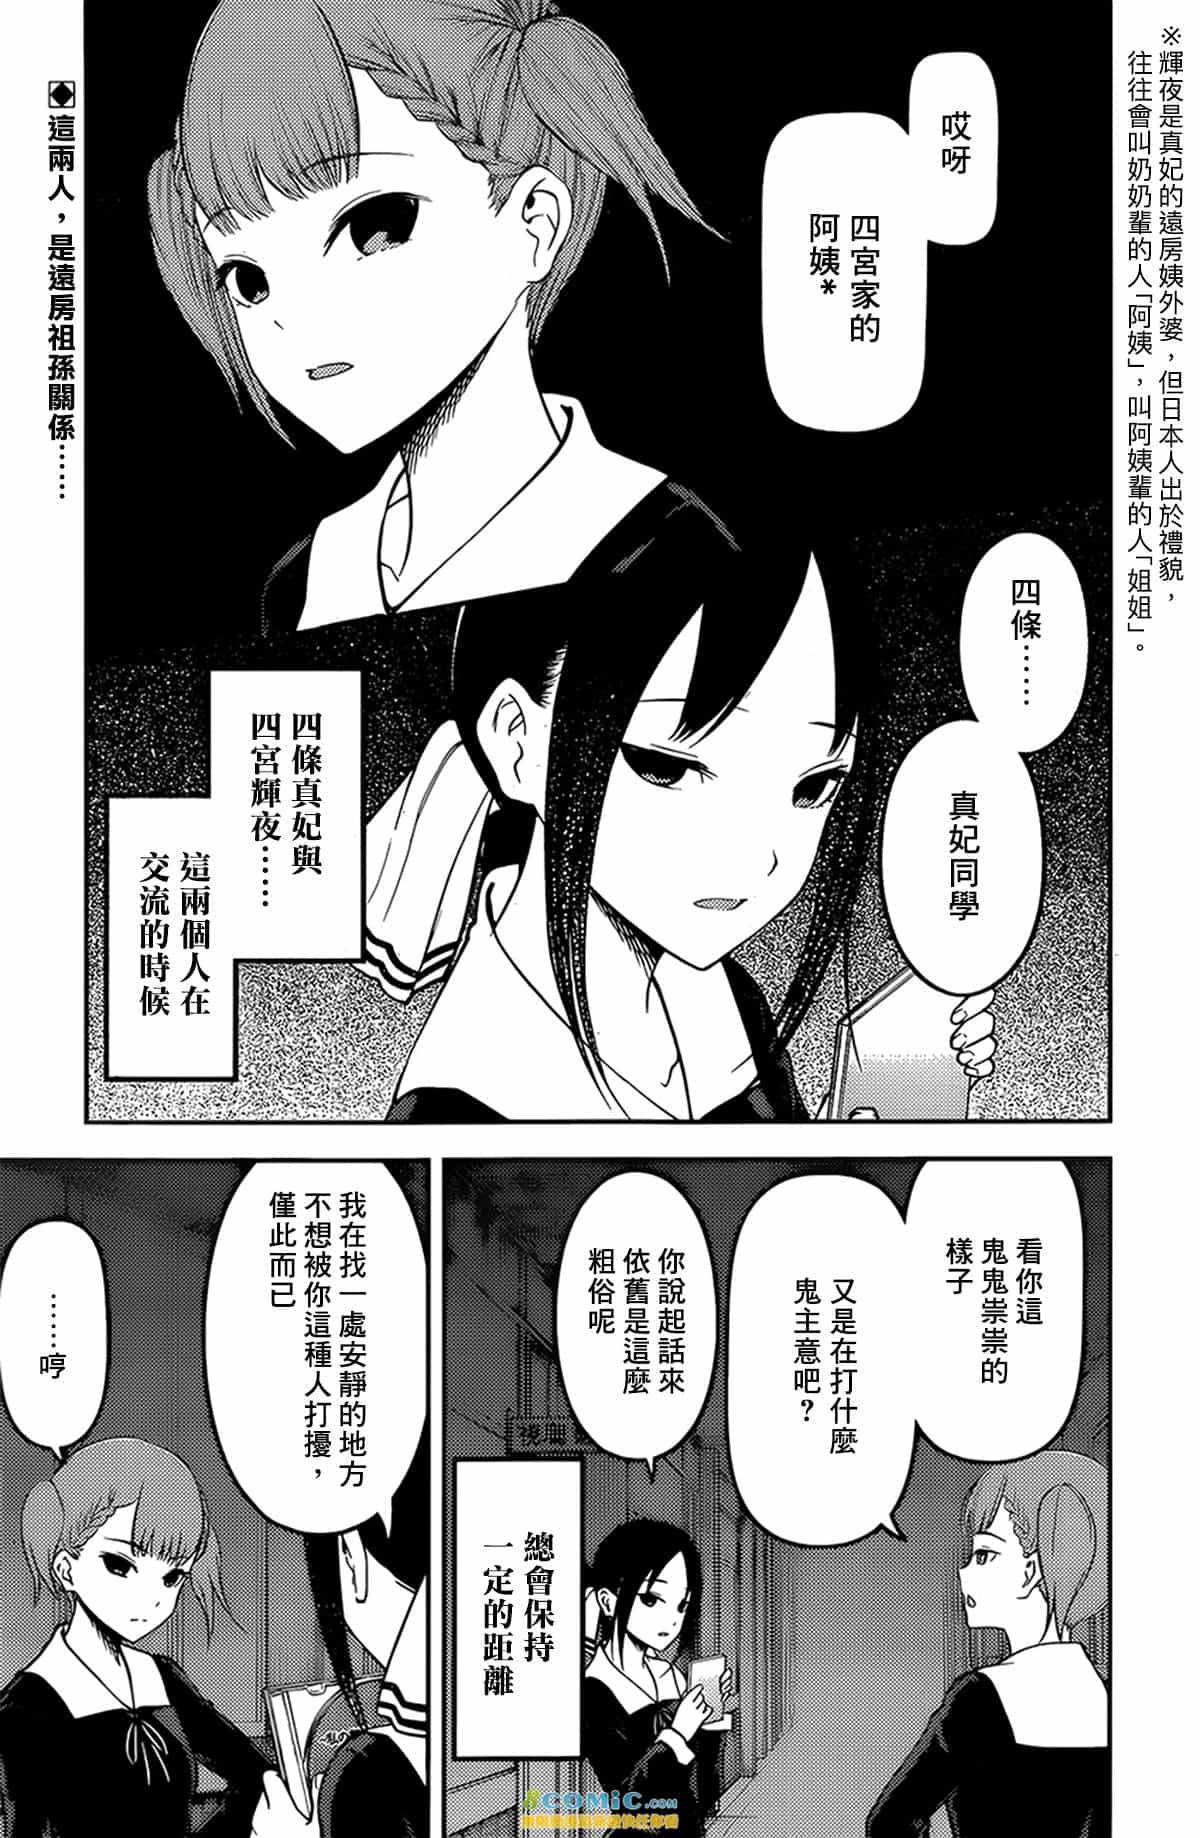 ※輝夜是真妃的遠房姨外婆，但日本人出於禮貌，
往往會叫奶奶輩的人「阿姨」，叫阿姨輩的人「姐姐」。
哎呀
四宮家的
阿姨*
四條……
真妃同學
四條真妃與
四宮輝夜……
這兩個人在
交流的時候
這兩人，是遠房祖孫關係……
看你這
鬼鬼祟祟的
樣子
又是在打什麼
鬼主意吧？
你說起話來
依舊是這麼
粗俗呢
總會保持
一定的距離
我在找一處安靜的地方
不想被你這種人打擾，
僅此而已
……哼
COMIC.COM